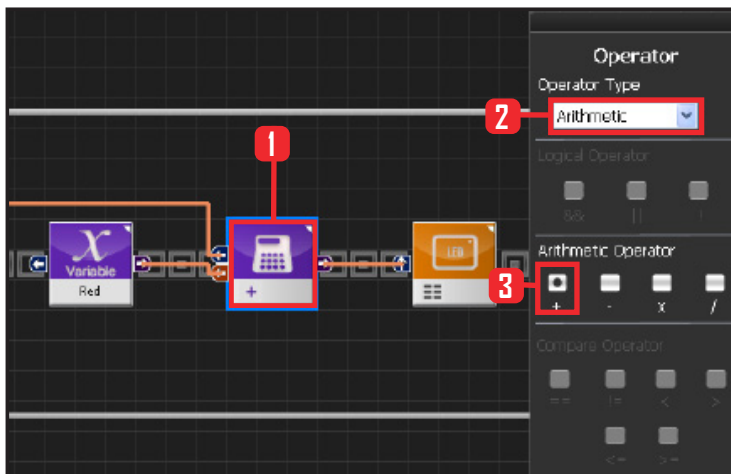 Operator
Operator Type
2
Arithmetic
1
Logical Operator
&& || !
X
Variable
Red
+
LED
Arithmetic Operator
3
+ - x /
Compare Operator
== != < >
<= >=